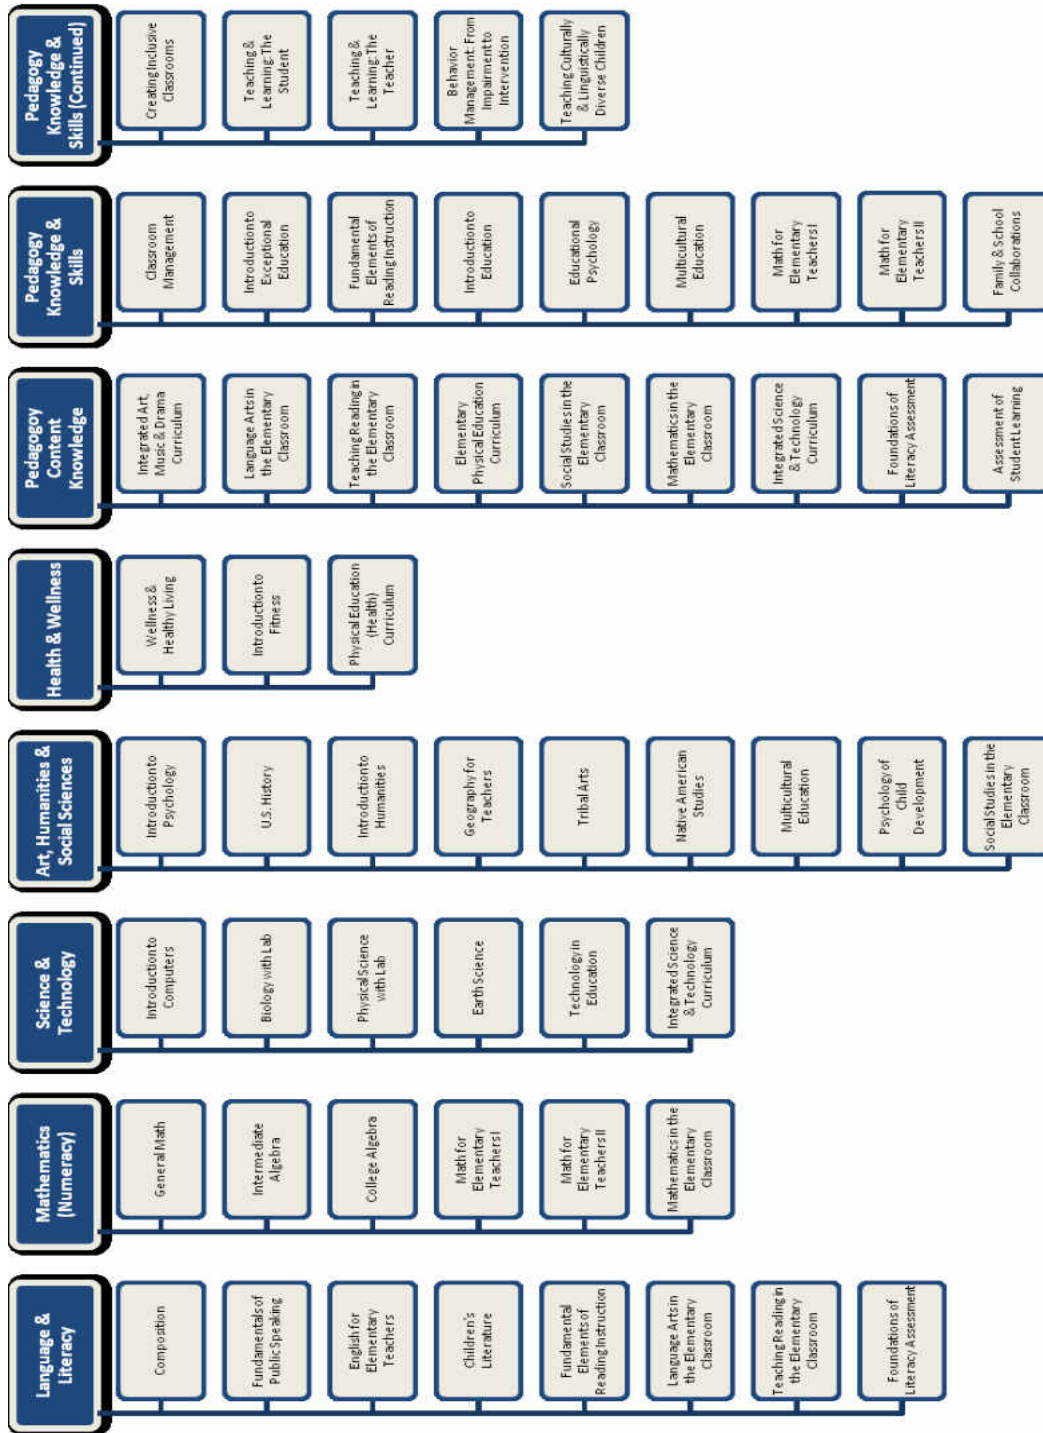 Language &
Literacy
Composition
Fundamentals of
Public Speaking
English for
Elementary
Teachers
Children's
Literature
Fundamental
Elements of
Reading Instruction
Language Arts in
the Elementary
Classroom
Teaching Reading in
the Elementary
Classroom
Foundations of
Literacy Assessment
Mathematics
(Numeracy)
General Math
Intermediate
Algebra
College Algebra
Math for
Elementary
Teachers I
Math for
Elementary
Teachers II
Mathematics in the
Elementary
Classroom
Science &
Technology
Introduction to
Computers
Biology with Lab
Physical Science
with Lab
Earth Science
Technology in
Education
Integrated Science
& Technology
Curriculum
Art, Humanities &
Social Sciences
Introduction to
Psychology
U.S. History
Introduction to
Humanities
Geography for
Teachers
Tribal Arts
Native American
Studies
Multicultural
Education
Psychology of
Child
Development
Social Studies in the
Elementary
Classroom
Health & Wellness
Wellness &
Healthy Living
Introduction to
Fitness
Physical Education
(Health)
Curriculum
Pedagogoy
Content
Knowledge
Integrated Art,
Music & Drama
Curriculum
Language Arts in
the Elementary
Classroom
Teaching Reading in
the Elementary
Classroom
Elementary
Physical Education
Curriculum
Social Studies in the
Elementary
Classroom
Mathematics in the
Elementary
Classroom
Integrated Science
& Technology
Curriculum
Foundations of
Literacy Assessment
Assessment of
Student Learning
Pedagogy
Knowledge &
Skills
Classroom
Management
Introduction to
Exceptional
Education
Fundamental
Elements of
Reading Instruction
Introduction to
Education
Educational
Psychology
Multicultural
Education
Math for
Elementary
Teachers I
Math for
Elementary
Teachers II
Family & School
Collaborations
Pedagogy
Knowledge &
Skills (Continued)
Creating Inclusive
Classrooms
Teaching &
Learning: The
Student
Teaching &
Learning: The
Teacher
Behavior
Management: From
Impairment to
Intervention
Teaching Culturally
& Linguistically
Diverse Children